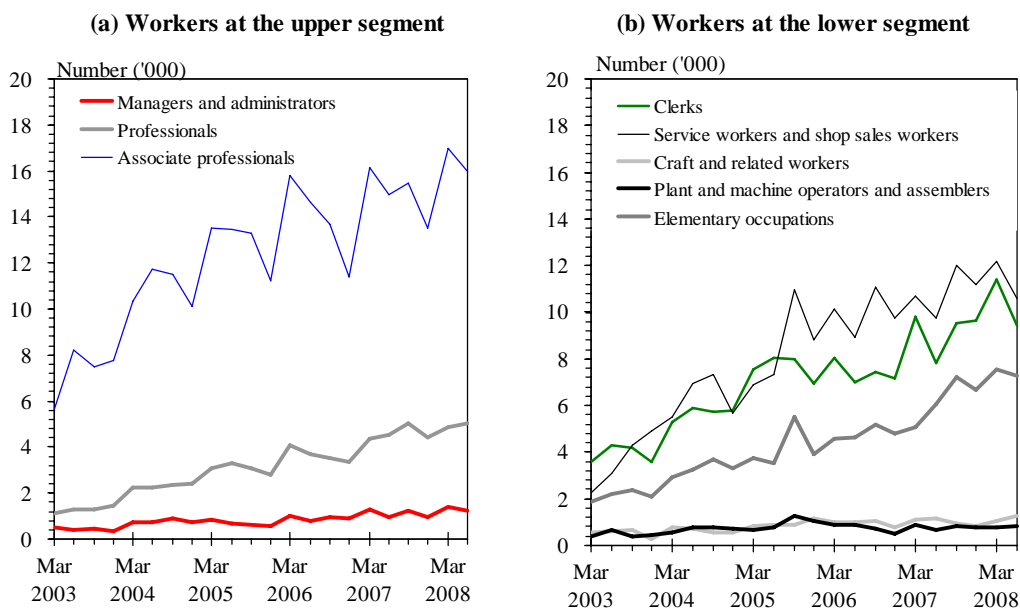 (a) Workers at the upper segment
Number ('000)
20
18
16
14
12
10
8
6
4
2
0
Managers and administrators
Professionals
Associate professionals
Mar Mar Mar Mar Mar Mar
2003 2004 2005 2006 2007 2008
(b) Workers at the lower segment
Number ('000)
20
18
16
14
12
10
8
6
4
2
0
Clerks
Service workers and shop sales workers
Craft and related workers
Plant and machine operators and assemblers
Elementary occupations
Mar Mar Mar Mar Mar Mar
2003 2004 2005 2006 2007 2008